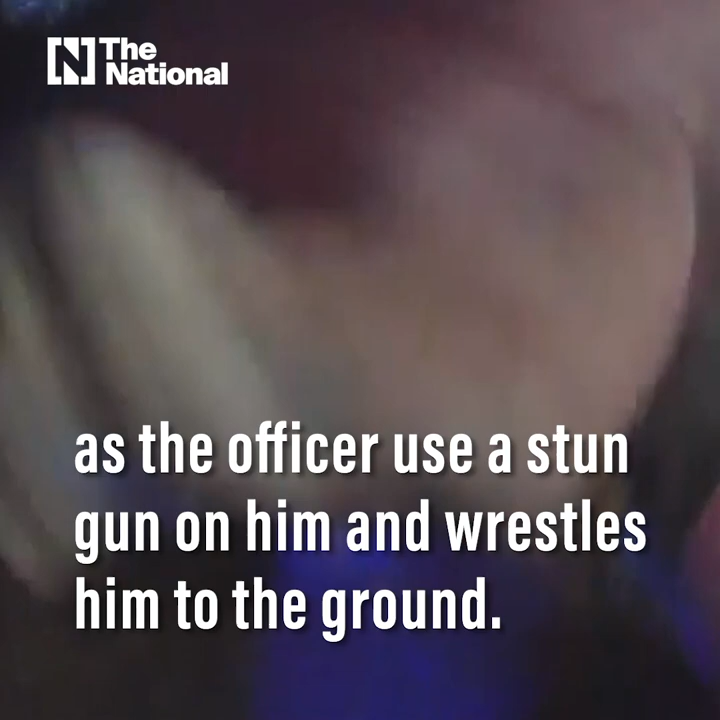 The
National
as the officer use a stun
gun on him and wrestles
him to the ground.